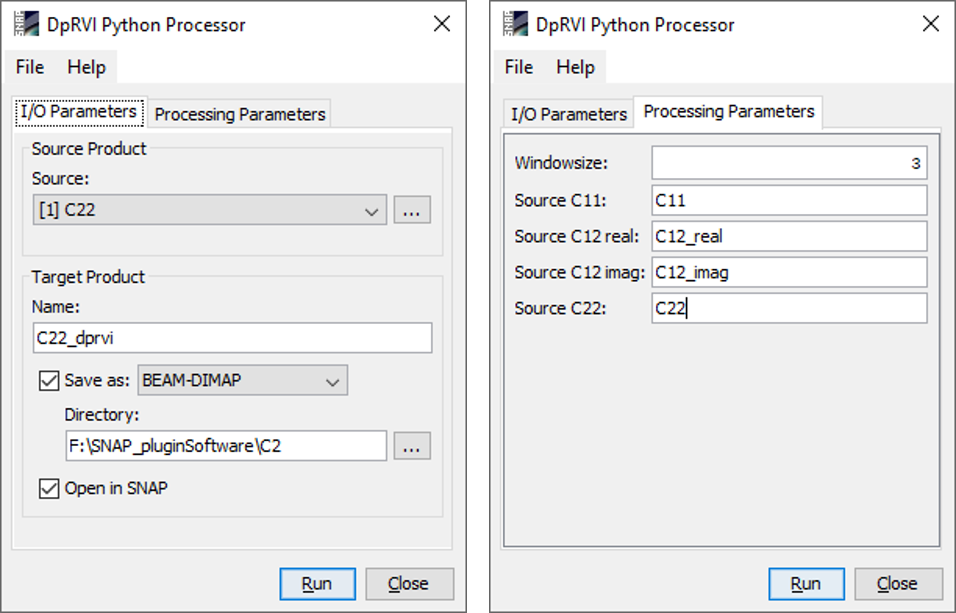 SNAP DpRVI Python Processor
File Help
I/O Parameters Processing Parameters
Source Product
Source:
[1] C22
...
Target Product
Name:
C22_dprvi
Save as: BEAM-DIMAP
Directory:
F:\SNAP_pluginSoftware\C2
...
Open in SNAP
Run Close
SNAP DpRVI Python Processor
File Help
I/O Parameters Processing Parameters
Windowsize: 3
Source C11: C11
Source C12 real: C12_real
Source C12 imag: C12_imag
Source C22: C22
Run Close